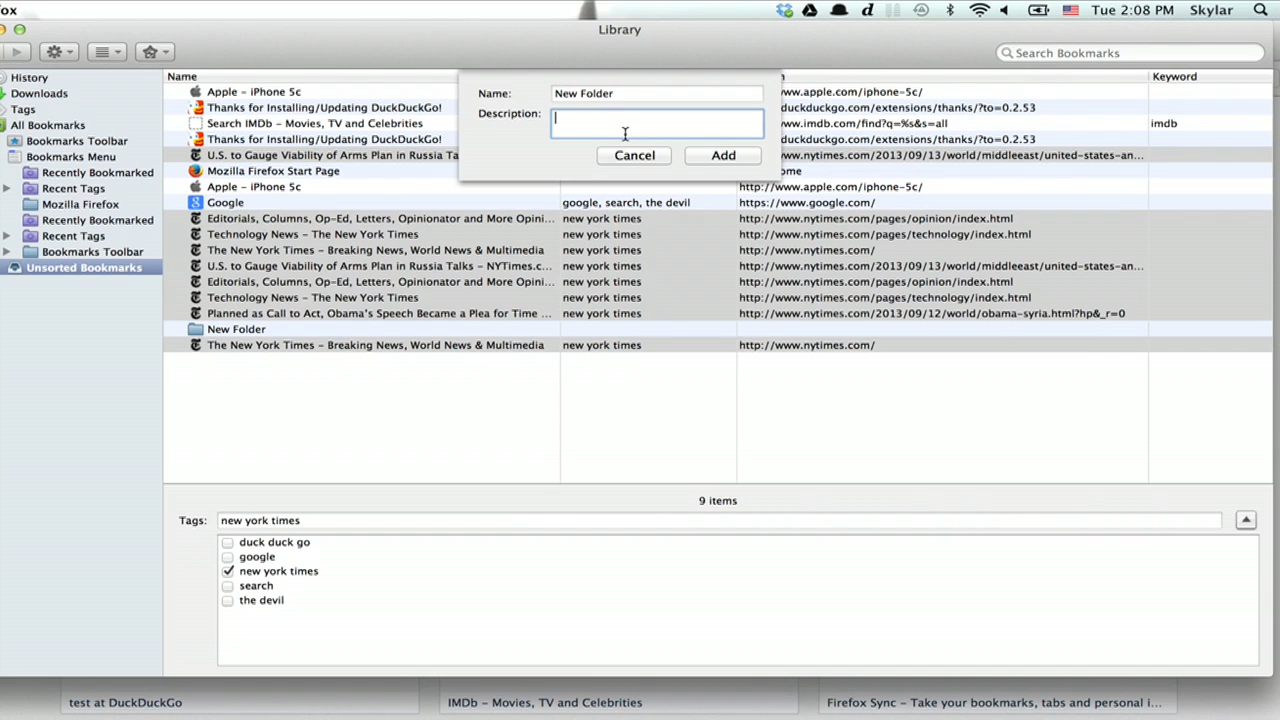 fox
Tue 2:08 PM Skylar
Library
Search Bookmarks
History
Downloads
Tags
All Bookmarks
Bookmarks Toolbar
Bookmarks Menu
Recently Bookmarked
Recent Tags
Mozilla Firefox
Recently Bookmarked
Recent Tags
Bookmarks Toolbar
Unsorted Bookmarks
Name Keyword
Apple - iPhone 5c www.apple.com/iphone-5c/
Thanks for Installing/Updating DuckDuckGo! duckduckgo.com/extensions/thanks/?to=0.2.53
Search IMDb - Movies, TV and Celebrities www.imdb.com/find?q=%s&s=all imdb
Thanks for Installing/Updating DuckDuckGo! duckduckgo.com/extensions/thanks/?to=0.2.53
U.S. to Gauge Viability of Arms Plan in Russia Ta www.nytimes.com/2013/09/13/world/middleeast/united-states-an...
Mozilla Firefox Start Page ome
Apple - iPhone 5c http://www.apple.com/iphone-5c/
Google google, search, the devil https://www.google.com/
Editorials, Columns, Op-Ed, Letters, Opinionator and More Opini... new york times http://www.nytimes.com/pages/opinion/index.html
Technology News - The New York Times new york times http://www.nytimes.com/pages/technology/index.html
The New York Times - Breaking News, World News & Multimedia new york times http://www.nytimes.com/
U.S. to Gauge Viability of Arms Plan in Russia Talks - NYTimes.c... new york times http://www.nytimes.com/2013/09/13/world/middleeast/united-states-an...
Editorials, Columns, Op-Ed, Letters, Opinionator and More Opini... new york times http://www.nytimes.com/pages/opinion/index.html
Technology News - The New York Times new york times http://www.nytimes.com/pages/technology/index.html
Planned as Call to Act, Obama's Speech Became a Plea for Time ... new york times http://www.nytimes.com/2013/09/12/world/obama-syria.html?hp&_r=0
New Folder
The New York Times - Breaking News, World News & Multimedia new york times http://www.nytimes.com/
Name: New Folder
Description:
Cancel Add
9 items
Tags: new york times
duck duck go
google
new york times
search
the devil
test at DuckDuckGo IMDb - Movies, TV and Celebrities Firefox Sync - Take your bookmarks, tabs and personal i...